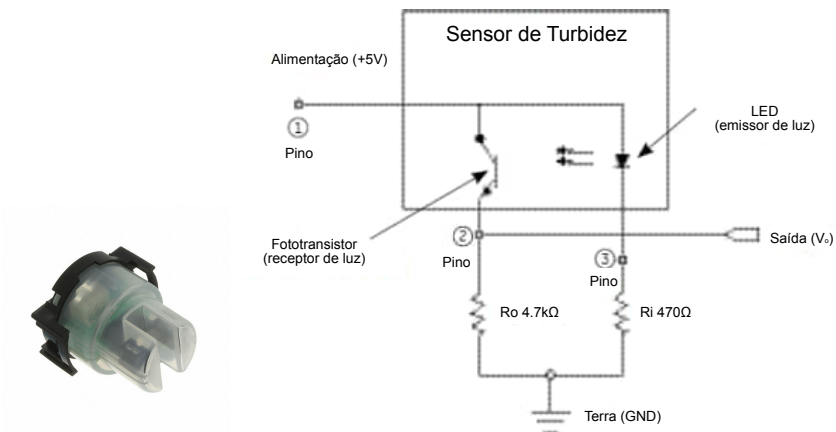 Sensor de Turbidez
Alimentação (+5V)
1
Pino
LED
(emissor de luz)
Fototransistor
(receptor de luz)
2
Pino
3
Pino
Saída (Vₒ)
Ro 4.7kΩ
Ri 470Ω
Terra (GND)